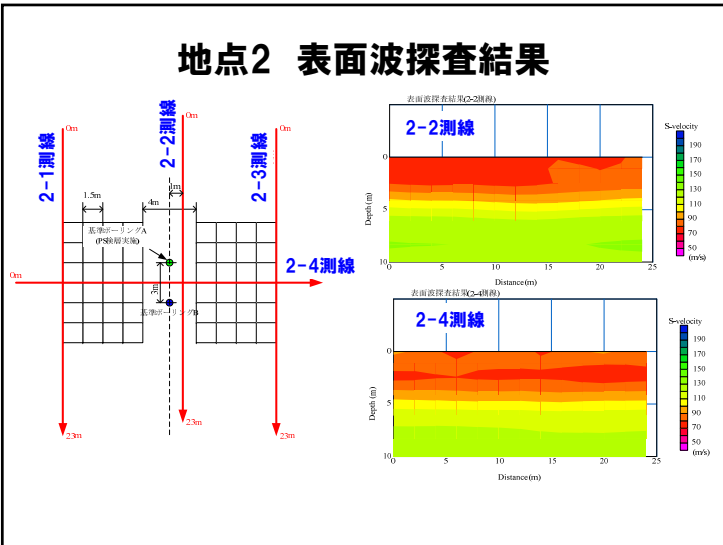 地点2 表面波探査結果
0m
0m
0m
2-1測線
2-2測線
2-3測線
1m
1.5m
4m
基準ボーリングA
(PS検層実施)
0m
2-4測線
3m
基準ボーリングB
23m
23m
23m
表面波探査結果(2-2測線)
2-2測線
S-velocity
190
170
150
130
110
90
70
50
(m/s)
Depth (m)
0
5
10
0
5
10
15
20
25
Distance(m)
表面波探査結果(2-4測線)
2-4測線
S-velocity
190
170
150
130
110
90
70
50
(m/s)
Depth (m)
0
5
10
0
5
10
15
20
25
Distance(m)